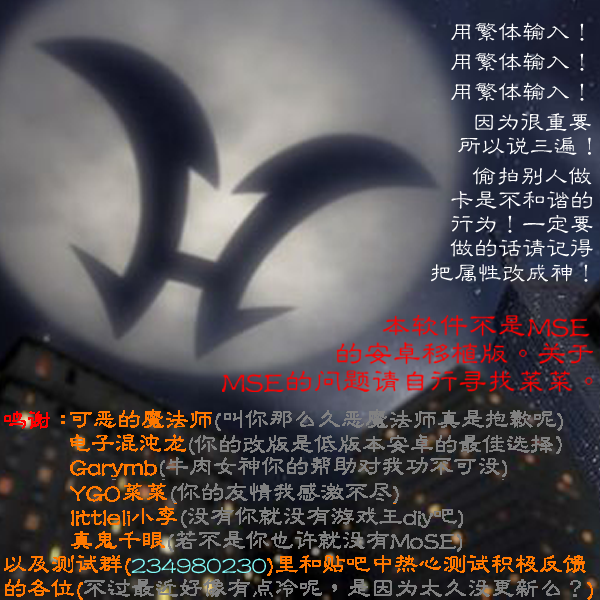 用繁体输入！
用繁体输入！
用繁体输入！
因为很重要
所以说三遍！
偷拍别人做
卡是不和谐的
行为！一定要
做的话请记得
把属性改成神！
本软件不是MSE
的安卓移植版。关于
MSE的问题请自行寻找菜菜。
鸣谢：可恶的魔法师(叫你那么久恶魔法师真是抱歉呢)
电子混沌龙(你的改版是低版本安卓的最佳选择)
Garymb(牛肉女神你的帮助对我功不可没)
YGO菜菜(你的友情我感激不尽)
littleli小李(没有你就没有游戏王diy吧)
真鬼千眼(若不是你也许就没有MoSE)
以及测试群(234980230)里和贴吧中热心测试积极反馈
的各位(不过最近好像有点冷呢，是因为太久没更新么？)